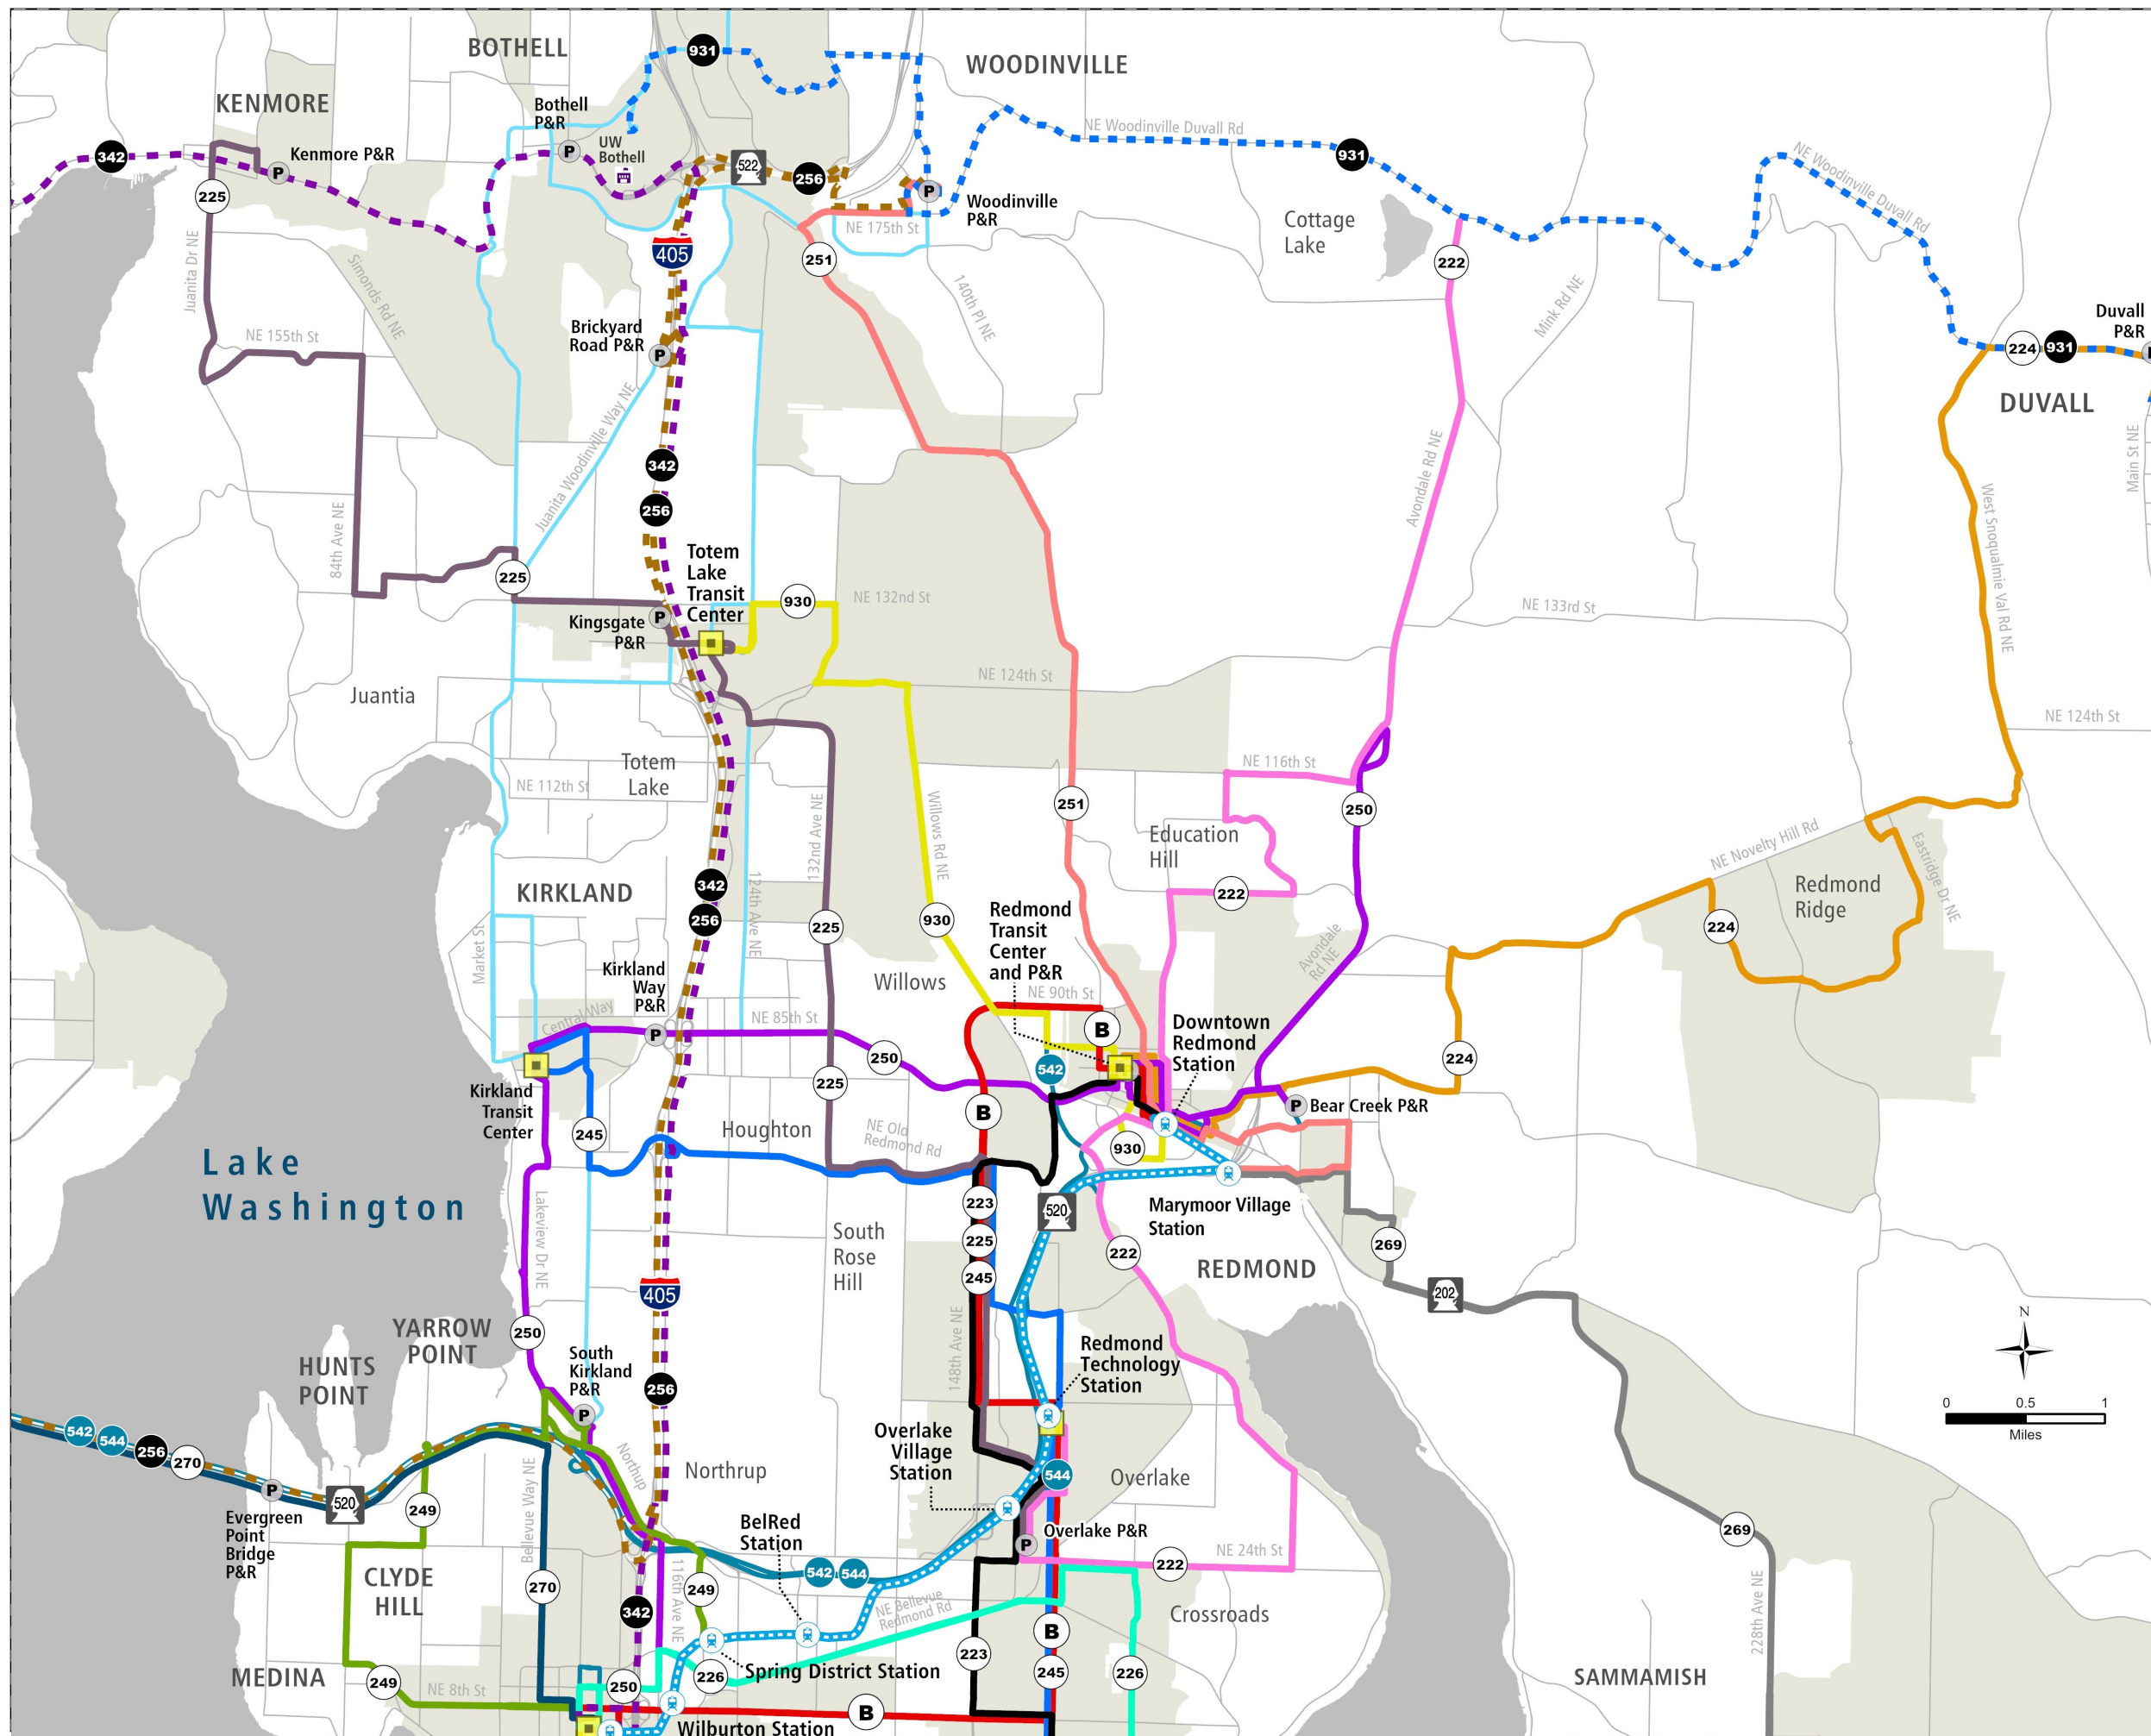 BOTHELL
931
WOODINVILLE
KENMORE
Bothell
P&R
UW
Bothell
P
522
256
342
Kenmore P&R
P
225
P
Woodinville
P&R
NE 175th St
NE Woodinville Duvall Rd
931
NE Woodinville Duvall Rd
Cottage
Lake
222
405
251
Juanita Dr NE
Simonds Rd NE
140th Pl NE
Mink Rd NE
NE 155th St
Brickyard
Road P&R
P
Duvall
P&R
224
931
DUVALL
Main St NE
Juanita Woodinville Way NE
Avondale Rd NE
342
256
84th Ave NE
West Snoqualmie Val Rd NE
Totem
Lake
Transit
Center
225
930
NE 132nd St
NE 133rd St
Kingsgate
P&R
P
NE 124th St
Juantia
NE 124th St
Totem
Lake
NE 112th St
NE 116th St
132nd Ave NE
Willows Rd NE
251
250
Education
Hill
NE Novelty Hill Rd
Eastridge Dr NE
Redmond
Ridge
KIRKLAND
342
256
124th Ave NE
225
930
222
224
Redmond
Transit
Center
and P&R
Market St
Avondale
Rd NE
Kirkland
Way
P&R
Willows
NE 90th St
Central Way
P
NE 85th St
250
B
Downtown
Redmond
Station
542
224
Kirkland
Transit
Center
225
B
P
Bear Creek P&R
245
Houghton
NE Old
Redmond Rd
930
Lake
Washington
Lakeview Dr NE
223
520
Marymoor Village
Station
225
222
269
South
Rose
Hill
245
REDMOND
405
202
N
250
YARROW
POINT
HUNTS
POINT
South
Kirkland
P&R
P
148th Ave NE
Redmond
Technology
Station
256
0 0.5 1
Miles
542
544
256
270
P
520
Overlake
Village
Station
Northup
Northrup
544
Overlake
249
Bellevue Way NE
Evergreen
Point
Bridge
P&R
BelRed
Station
P
Overlake P&R
269
NE 24th St
222
CLYDE
HILL
270
116th Ave NE
249
542
544
NE Bellevue
Redmond Rd
342
Crossroads
228th Ave NE
B
223
245
226
MEDINA
249
NE 8th St
250
226
Spring District Station
SAMMAMISH
B
Wilburton Station